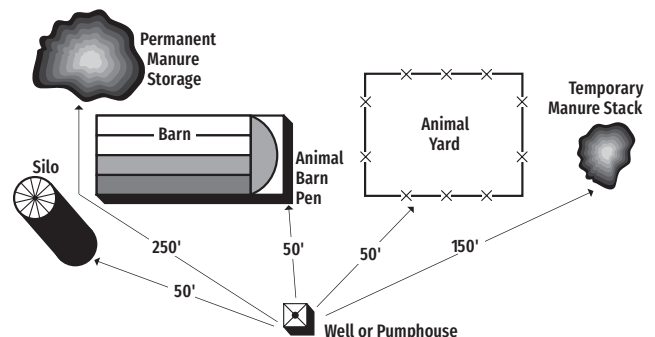 Permanent
Manure
Storage
Temporary
Manure Stack
Barn
Animal
Yard
Silo
Animal
Barn
Pen
250'
50'
50'
150'
50'
Well or Pumphouse